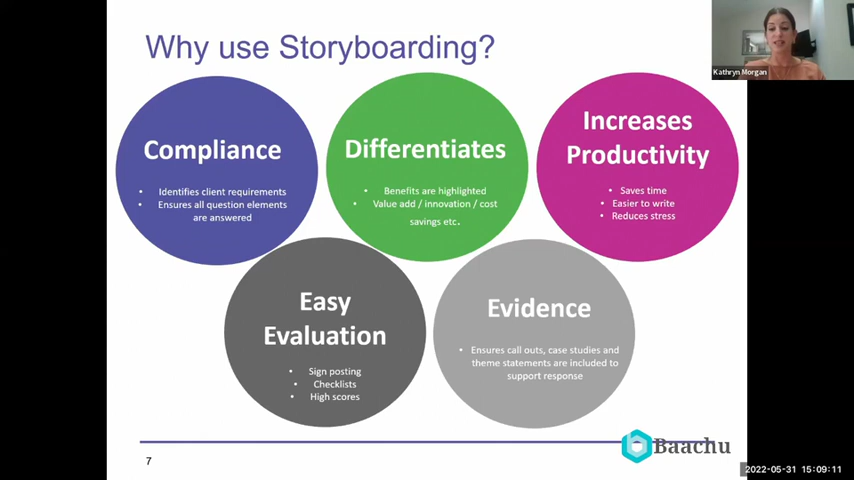 Why use Storyboarding?
Kathryn Morgan
Compliance
• Identifies client requirements
• Ensures all question elements
are answered
Differentiates
• Benefits are highlighted
• Value add / innovation / cost
savings etc.
Increases
Productivity
• Saves time
• Easier to write
• Reduces stress
Easy
Evaluation
• Sign posting
• Checklists
• High scores
Evidence
• Ensures call outs, case studies and
theme statements are included to
support response
7
Baachu
2022-05-31 15:09:11